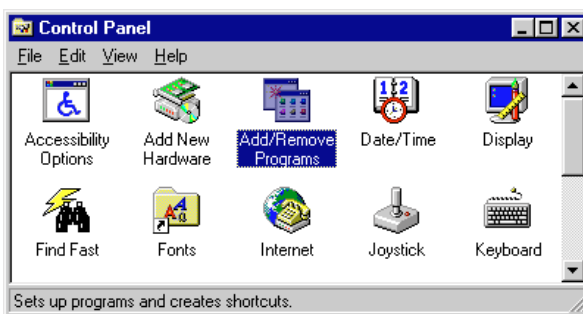 Control Panel
File Edit View Help
Accessibility Options
Add New Hardware
Add/Remove Programs
Date/Time
Display
Find Fast
Fonts
Internet
Joystick
Keyboard
Sets up programs and creates shortcuts.